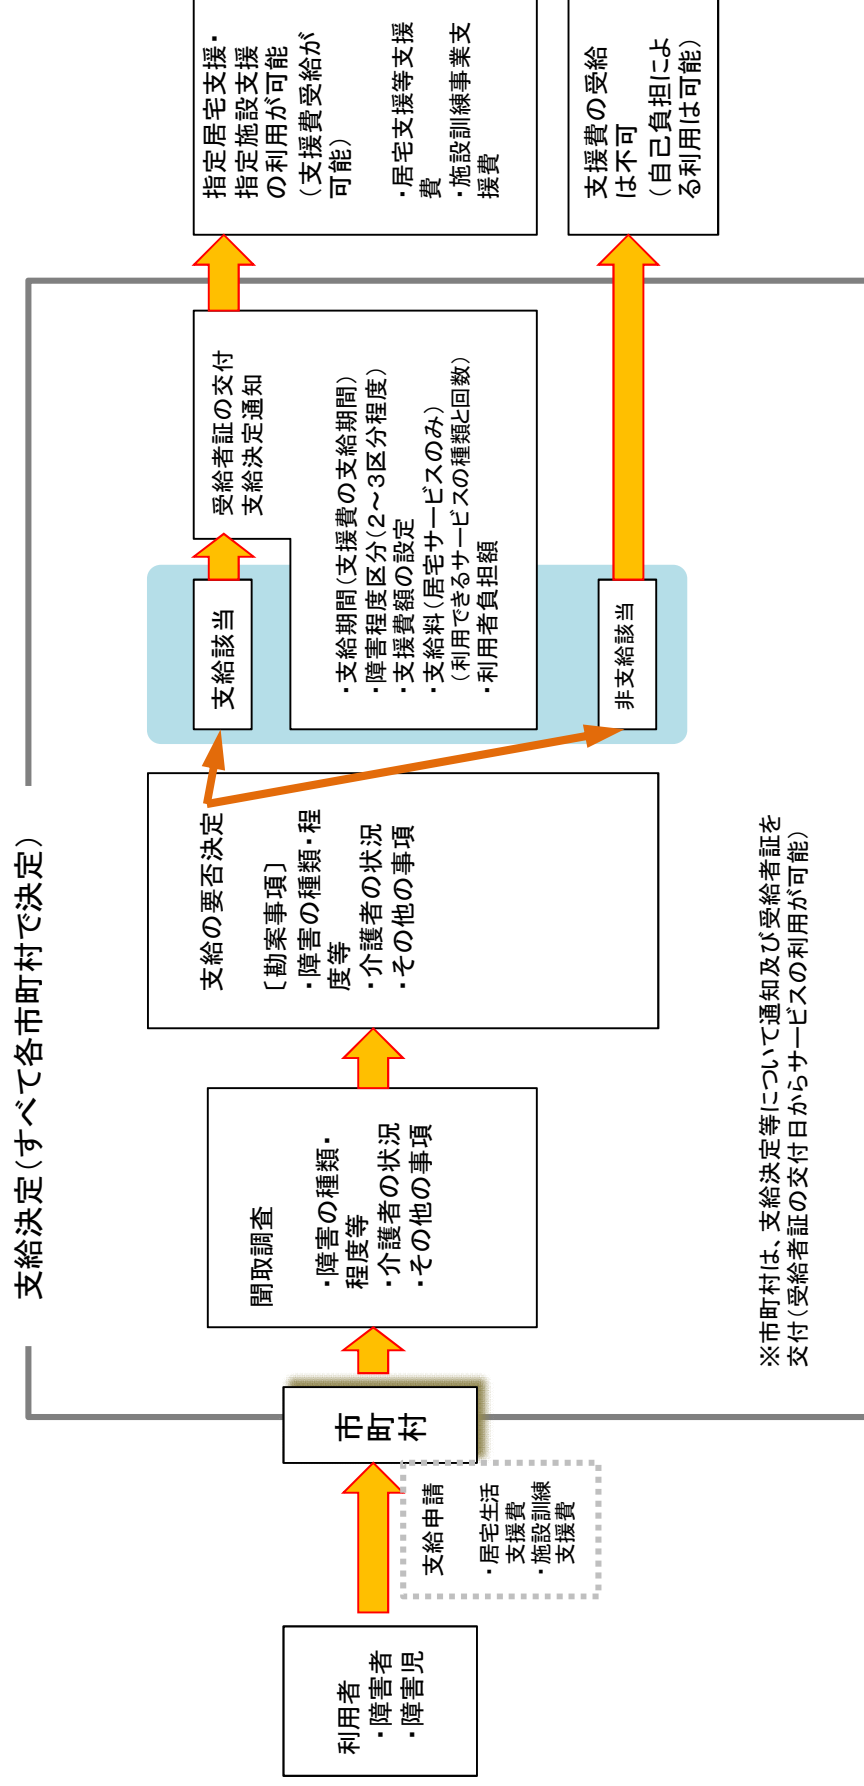 支給決定(すべて各市町村で決定)
利用者
・障害者
・障害児
支給申請
・居宅生活
支援費
・施設訓練
支援費
市
町
村
聞取調査
・障害の種類・
程度等
・介護者の状況
・その他の事項
支給の要否決定
〔勘案事項〕
・障害の種類・程
度等
・介護者の状況
・その他の事項
支給該当
受給者証の交付
支給決定通知
・支給期間(支援費の支給期間)
・障害程度区分(2～3区分程度)
・支援費額の設定
・支給料(居宅サービスのみ)
(利用できるサービスの種類と回数)
・利用者負担額
非支給該当
指定居宅支援・
指定施設支援
の利用が可能
(支援費受給が
可能)
・居宅支援等支援
費
・施設訓練事業支
援費
支援費の受給
は不可
(自己負担によ
る利用は可能)
※市町村は、支給決定等について通知及び受給者証を
交付(受給者証の交付日からサービスの利用が可能)